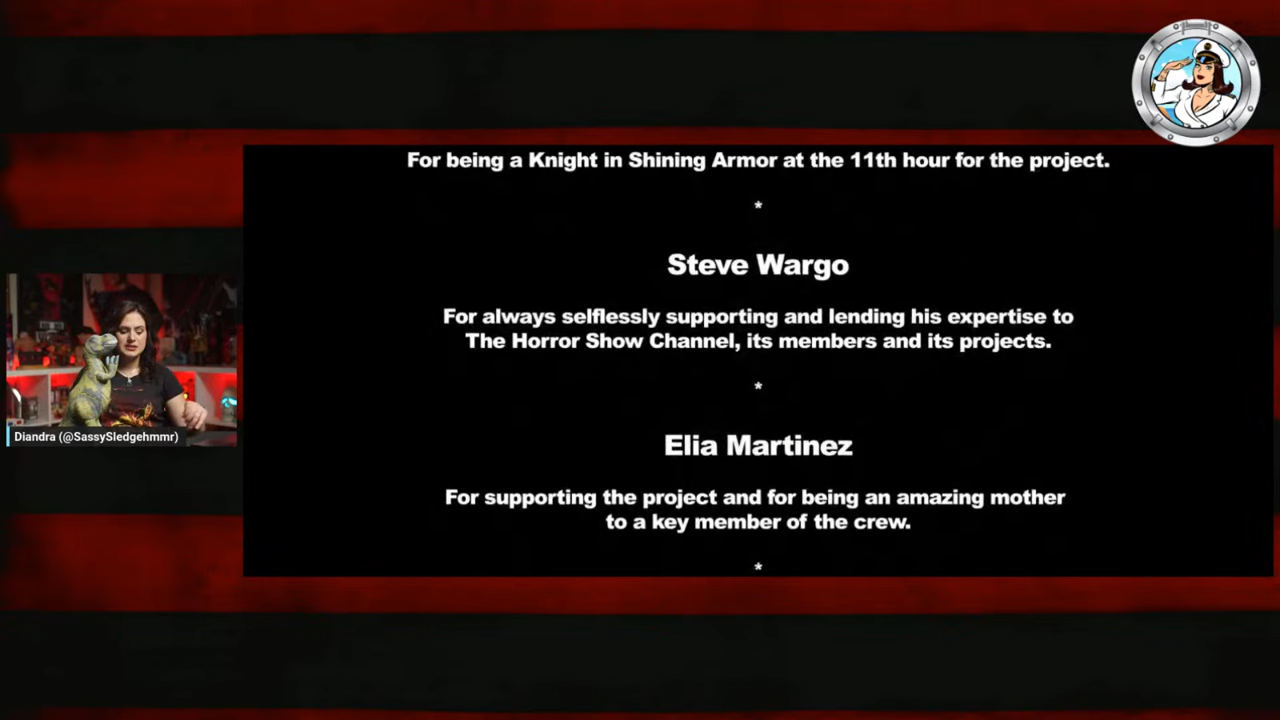 For being a Knight in Shining Armor at the 11th hour for the project.
*
Steve Wargo
For always selflessly supporting and lending his expertise to
The Horror Show Channel, its members and its projects.
*
Elia Martinez
For supporting the project and for being an amazing mother
to a key member of the crew.
*
Diandra (@SassySledgehmmr)